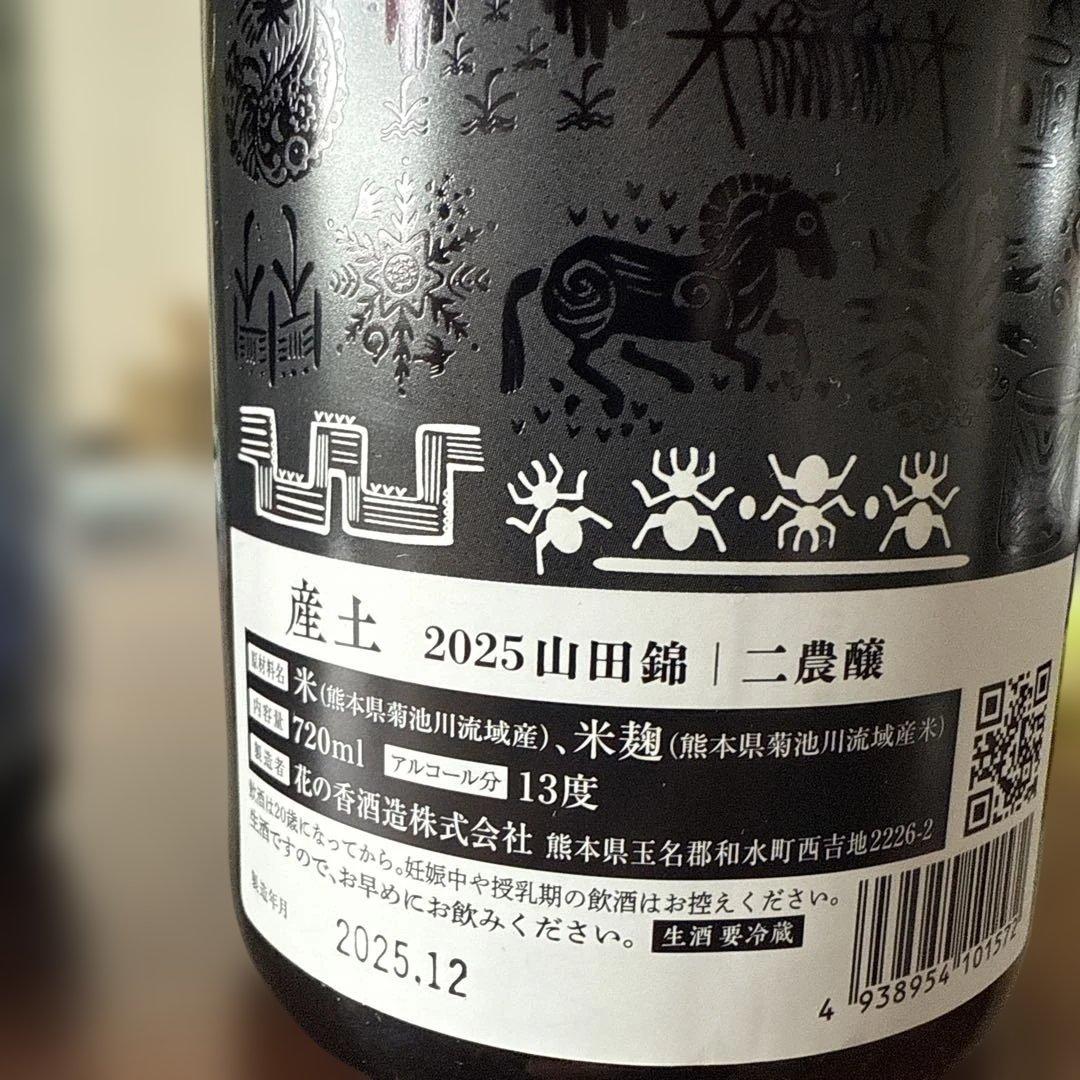 産土 2025 山田錦 | 二農醸
原材料名 米(熊本県菊池川流域産)、米麹(熊本県菊池川流域産米)
内容量 720ml アルコール分 13度
製造者 花の香酒造株式会社 熊本県玉名郡和水町西吉地2226-2
飲酒は20歳になってから。妊娠中や授乳期の飲酒はお控えください。
生酒ですので、お早めにお飲みください。 生酒 要冷蔵
製造年月 2025.12
4 938954 101572